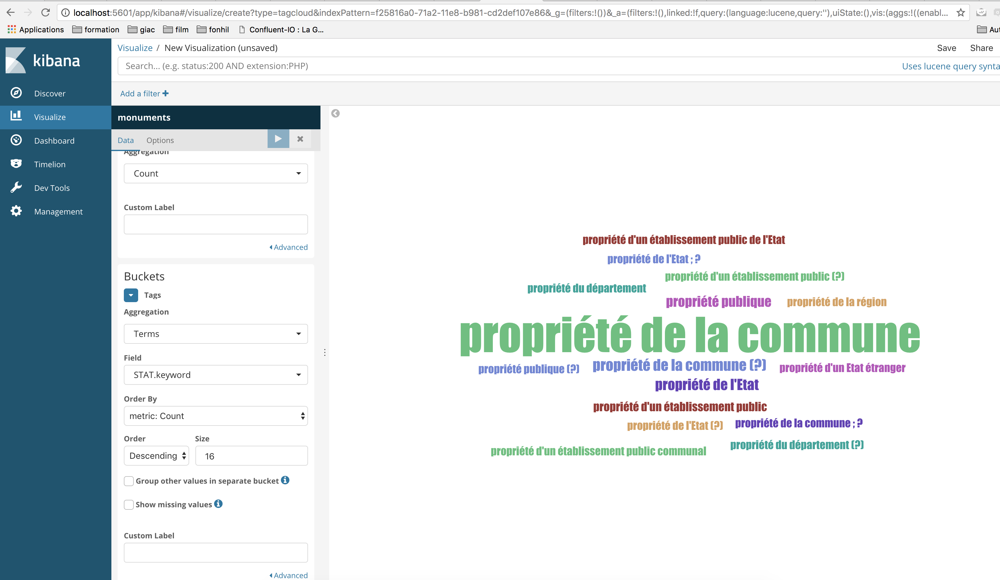 localhost:5601/app/kibana#/visualize/create?type=tagcloud&indexPattern=f25816a0-71a2-11e8-b981-cd2def107e86&_g=(filters:!())&_a=(filters:!(),linked:!f,query:(language:lucene,query:''),uiState:(),vis:(aggs:!((enabl...
Applications formation giac film fonhil Confluent-IO : La G... Aut
kibana
Discover
Visualize
Dashboard
Timelion
Dev Tools
Management
Visualize / New Visualization (unsaved) Save Share
Search... (e.g. status:200 AND extension:PHP) Uses lucene query synta
Add a filter +
monuments
Data Options
Aggregation
Count
Custom Label
Advanced
Buckets
Tags
Aggregation
Terms
Field
STAT.keyword
Order By
metric: Count
Order Size
Descending 16
Group other values in separate bucket
Show missing values
Custom Label
Advanced
propriété d'un établissement public de l'Etat
propriété de l'Etat ; ?
propriété d'un établissement public (?)
propriété du département
propriété publique propriété de la région
propriété de la commune
propriété publique (?) propriété de la commune (?) propriété d'un Etat étranger
propriété de l'Etat
propriété d'un établissement public
propriété de l'Etat (?) propriété de la commune ; ?
propriété d'un établissement public communal propriété du département (?)